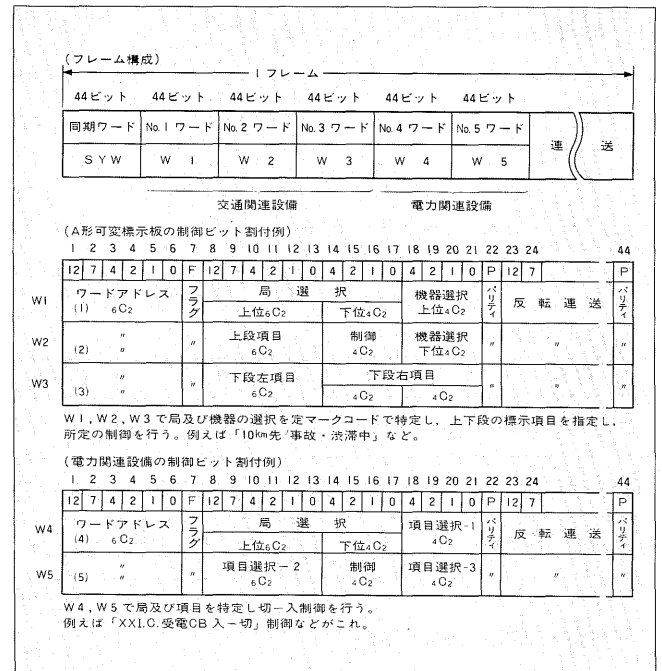 (フレーム構成)
1フレーム
44ビット 44ビット 44ビット 44ビット 44ビット 44ビット
同期ワード No.1ワード No.2ワード No.3ワード No.4ワード No.5ワード 連 送
SYW W 1 W 2 W 3 W 4 W 5
交通関連設備 電力関連設備
(A形可変標示板の制御ビット割付例)
1 2 3 4 5 6 7 8 9 10 11 12 13 14 15 16 17 18 19 20 21 22 23 24 44
12 7 4 2 1 0 F 12 7 4 2 1 0 4 2 1 0 4 2 1 0 P 12 7 P
W1 ワードアドレス フラグ 局 選 択 機器選択 パリティ 反 転 連 送 パリティ
(1) 6C2 上位6C2 下位4C2 上位4C2
W2 〃 〃 上段項目 制御 機器選択 〃 〃 〃
(2) 6C2 4C2 下位4C2
W3 〃 〃 下段左項目 下段右項目 〃 〃 〃
(3) 6C2 4C2 4C2
W1,W2,W3で局及び機器の選択を定マークコードで特定し,上下段の標示項目を指定し,
所定の制御を行う。例えば「10km先/事故・渋滞中」など。
(電力関連設備の制御ビット割付例)
1 2 3 4 5 6 7 8 9 10 11 12 13 14 15 16 17 18 19 20 21 22 23 24 44
12 7 4 2 1 0 F 12 7 4 2 1 0 4 2 1 0 4 2 1 0 P 12 7 P
W4 ワードアドレス フラグ 局 選 択 項目選択-1 パリティ 反 転 連 送 パリティ
(4) 6C2 上位6C2 下位4C2 4C2
W5 〃 〃 項目選択-2 制御 項目選択-3 〃 〃 〃
(5) 6C2 4C2 4C2
W4,W5で局及び項目を特定し切-入制御を行う。
例えば「XXI.C.受電CB 入-切」制御などがこれ。